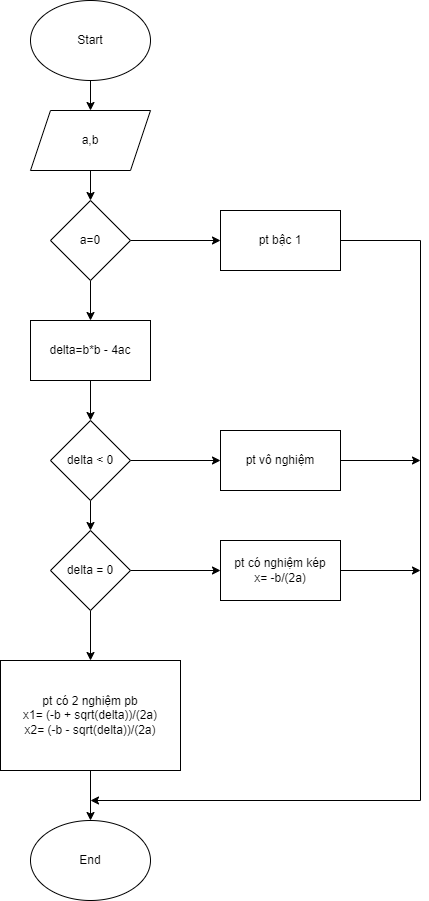 Start
a,b
a=0
pt bậc 1
delta=b*b - 4ac
delta < 0
pt vô nghiệm
delta = 0
pt có nghiệm kép
x= -b/(2a)
pt có 2 nghiệm pb
x1= (-b + sqrt(delta))/(2a)
x2= (-b - sqrt(delta))/(2a)
End